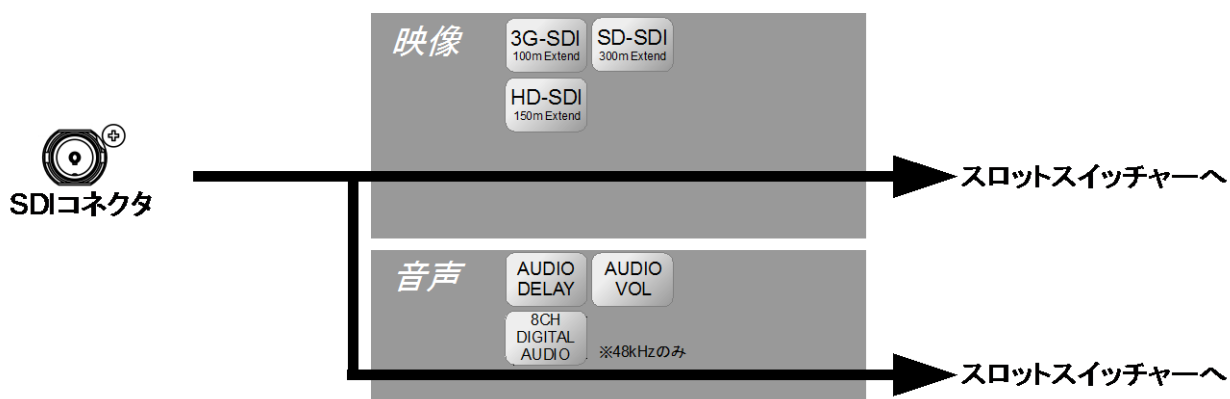 映像
3G-SDI
100m Extend
SD-SDI
300m Extend
HD-SDI
150m Extend
SDIコネクタ
スロットスイッチャーへ
音声
AUDIO
DELAY
AUDIO
VOL
8CH
DIGITAL
AUDIO
※48kHzのみ
スロットスイッチャーへ